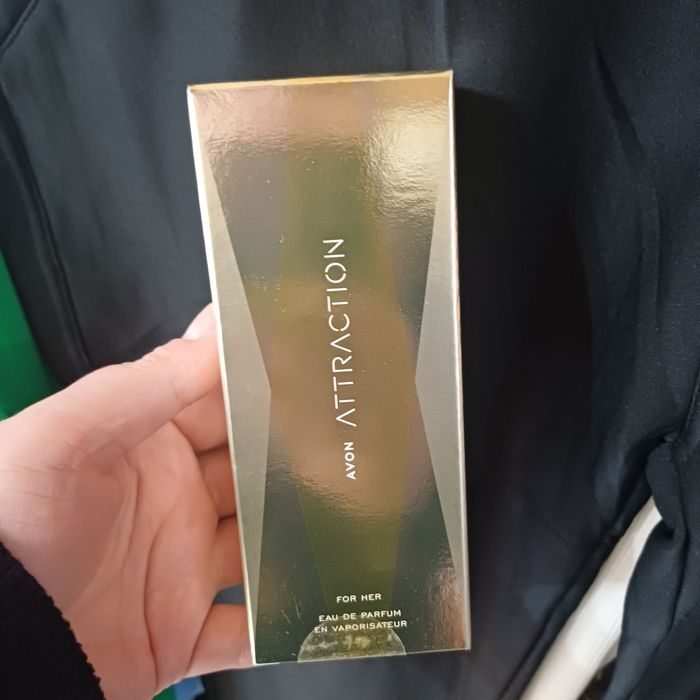 AVON ATTRACTION
FOR HER
EAU DE PARFUM
EN VAPORISATEUR